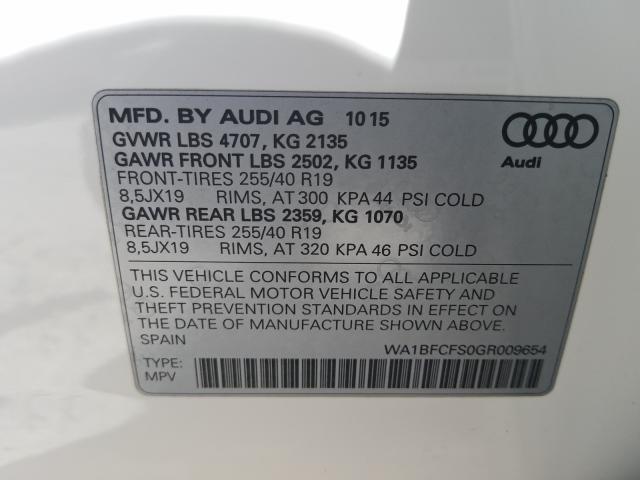 MFD. BY AUDI AG 10 15
GVWR LBS 4707, KG 2135
GAWR FRONT LBS 2502, KG 1135
FRONT-TIRES 255/40 R19
8,5JX19 RIMS, AT 300 KPA 44 PSI COLD
GAWR REAR LBS 2359, KG 1070
REAR-TIRES 255/40 R19
8,5JX19 RIMS, AT 320 KPA 46 PSI COLD
Audi
THIS VEHICLE CONFORMS TO ALL APPLICABLE
U.S. FEDERAL MOTOR VEHICLE SAFETY AND
THEFT PREVENTION STANDARDS IN EFFECT ON
THE DATE OF MANUFACTURE SHOWN ABOVE.
SPAIN
WA1BFCFS0GR009654
TYPE:
MPV